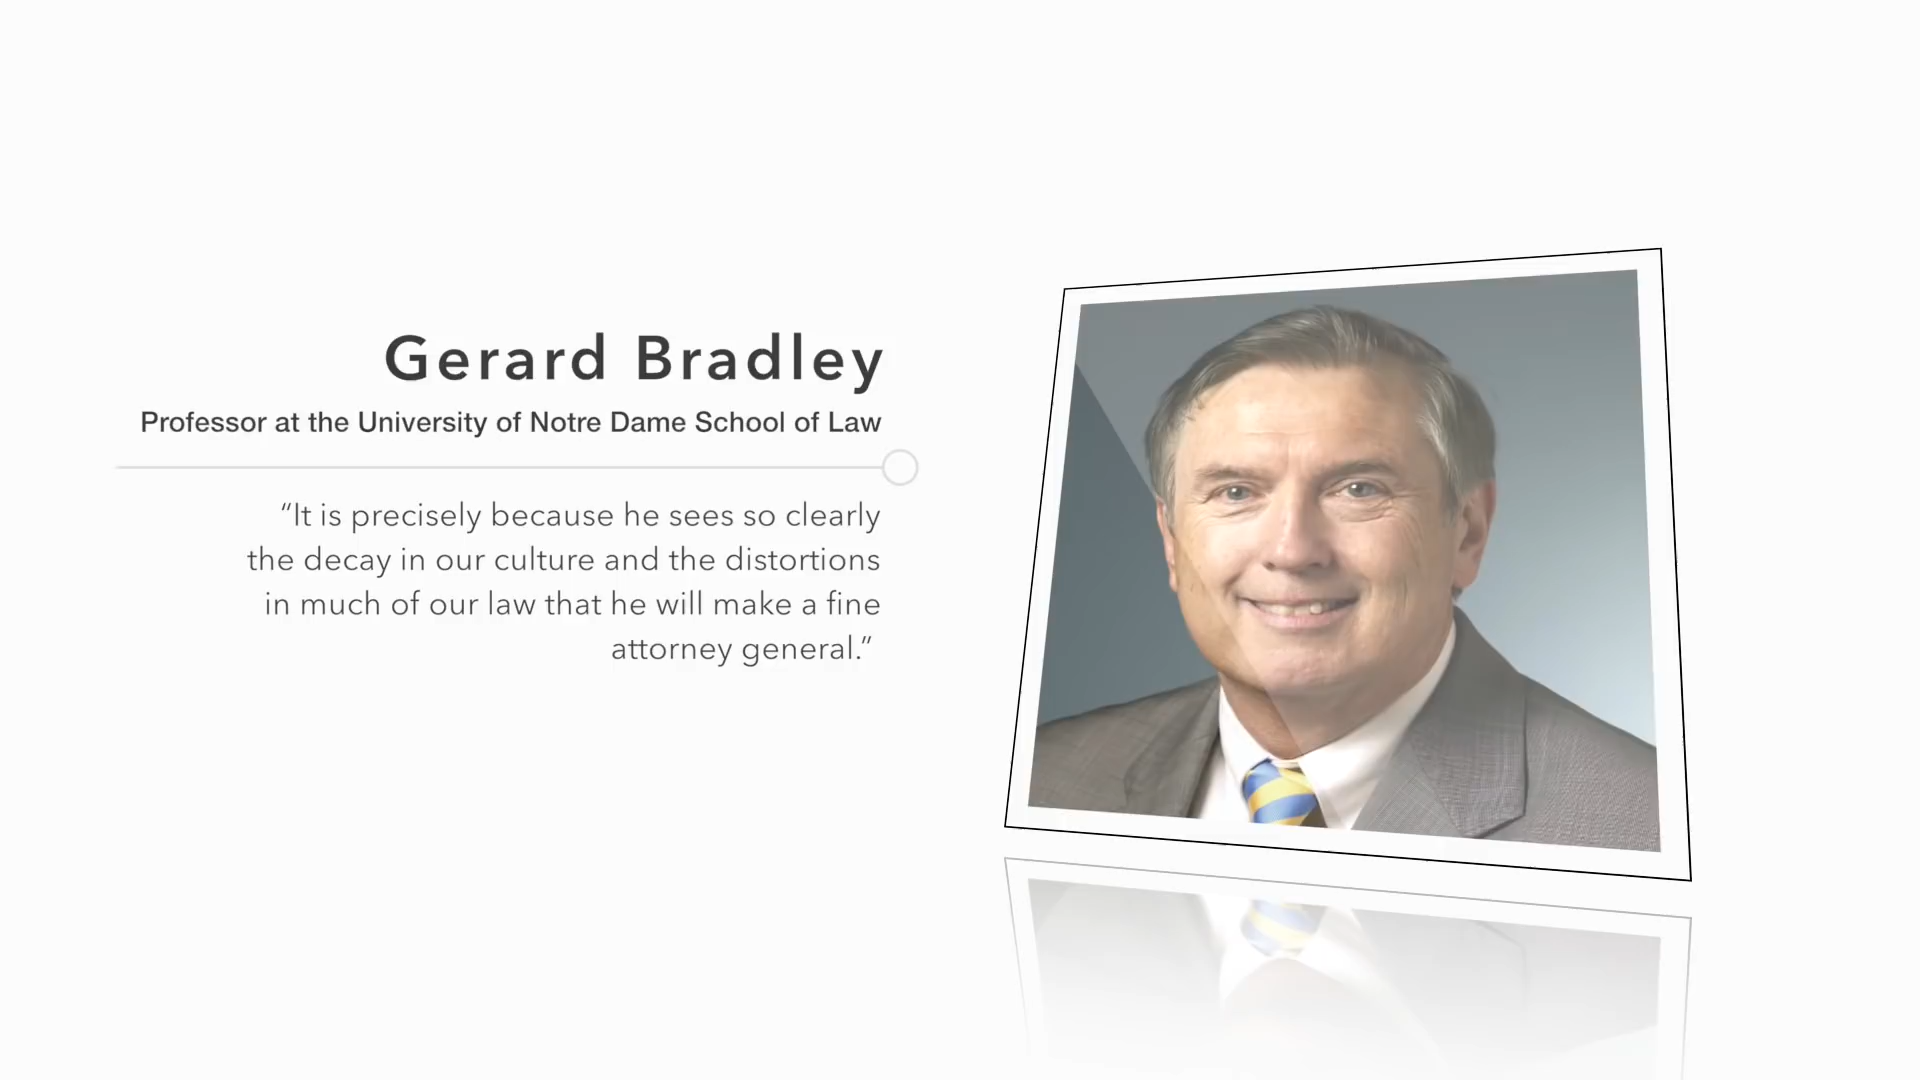 Gerard Bradley
Professor at the University of Notre Dame School of Law
“It is precisely because he sees so clearly
the decay in our culture and the distortions
in much of our law that he will make a fine
attorney general.”